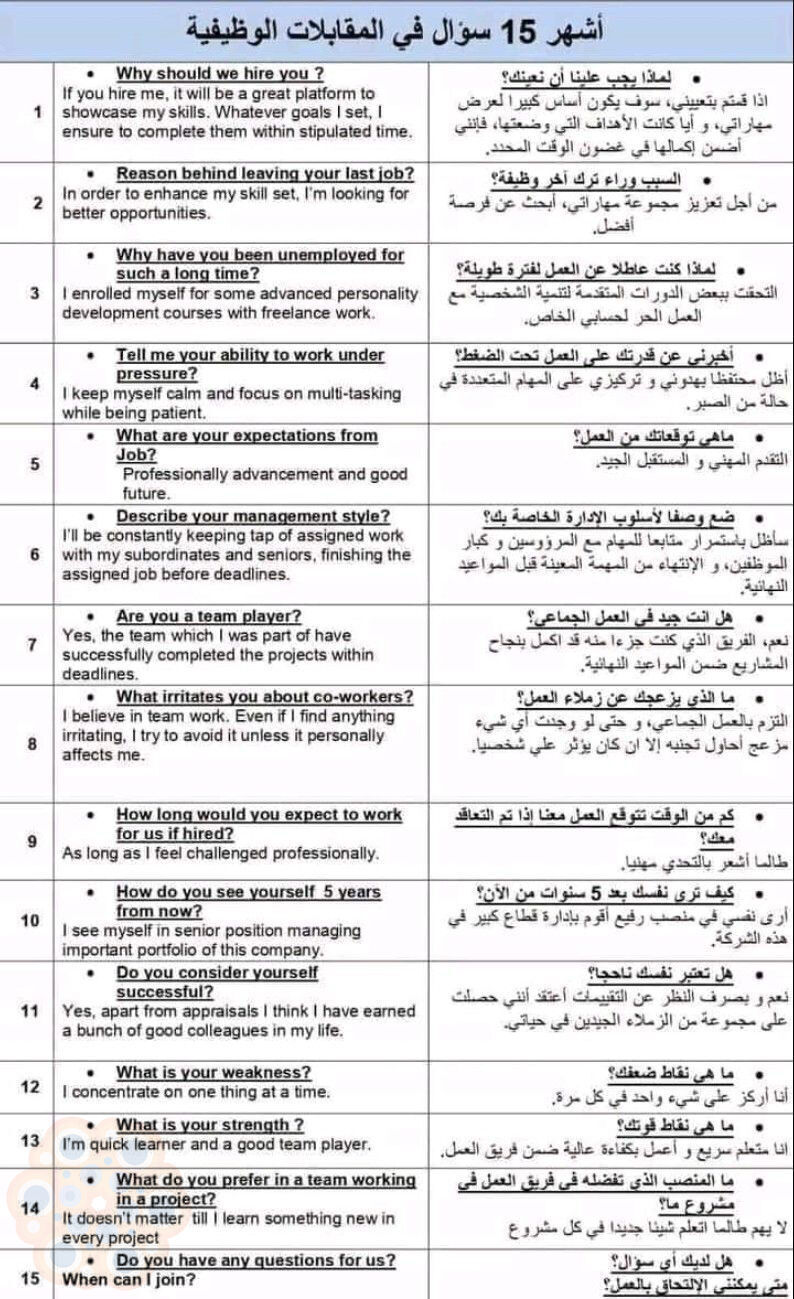 أشهر 15 سؤال في المقابلات الوظيفية
1
• Why should we hire you ?
If you hire me, it will be a great platform to
showcase my skills. Whatever goals I set, I
ensure to complete them within stipulated time.
• لماذا يجب علينا أن نعينك؟
اذا قمتم بتعييني، سوف يكون أساس كبيرا لعرض
مهاراتي، و أيا كانت الأهداف التي وضعتها، فإنني
أضمن إكمالها في غضون الوقت المحدد.
2
• Reason behind leaving your last job?
In order to enhance my skill set, I'm looking for
better opportunities.
• السبب وراء ترك آخر وظيفة؟
من أجل تعزيز مجموعة مهاراتي، أبحث عن فرصة
أفضل.
3
• Why have you been unemployed for
such a long time?
I enrolled myself for some advanced personality
development courses with freelance work.
• لماذا كنت عاطلا عن العمل لفترة طويلة؟
التحقت ببعض الدورات المتقدمة لتنمية الشخصية مع
العمل الحر لحسابي الخاص.
4
• Tell me your ability to work under
pressure?
I keep myself calm and focus on multi-tasking
while being patient.
• أخبرني عن قدرتك على العمل تحت الضغط؟
أظل محتفظا بهدوئي و تركيزي على المهام المتعددة في
حالة من الصبر.
5
• What are your expectations from
Job?
Professionally advancement and good
future.
• ماهي توقعاتك من العمل؟
التقدم المهني و المستقبل الجيد.
6
• Describe your management style?
I'll be constantly keeping tap of assigned work
with my subordinates and seniors, finishing the
assigned job before deadlines.
• ضع وصفا لأسلوب الإدارة الخاصة بك؟
سأظل باستمرار متابعا للمهام مع المرؤوسين و كبار
الموظفين، و الإنتهاء من المهمة المعينة قبل المواعيد
النهائية.
7
• Are you a team player?
Yes, the team which I was part of have
successfully completed the projects within
deadlines.
• هل انت جيد في العمل الجماعي؟
نعم، الفريق الذي كنت جزءا منه قد اكمل بنجاح
المشاريع ضمن المواعيد النهائية.
8
• What irritates you about co-workers?
I believe in team work. Even if I find anything
irritating, I try to avoid it unless it personally
affects me.
• ما الذي يزعجك عن زملاء العمل؟
التزم بالعمل الجماعي، و حتى لو وجدت أي شيء
مزعج أحاول تجنبه إلا ان كان يؤثر علي شخصيا.
9
• How long would you expect to work
for us if hired?
As long as I feel challenged professionally.
• كم من الوقت تتوقع العمل معنا إذا تم التعاقد
معك؟
طالما أشعر بالتحدي مهنيا.
10
• How do you see yourself 5 years
from now?
I see myself in senior position managing
important portfolio of this company.
• كيف ترى نفسك بعد 5 سنوات من الآن؟
أرى نفسي في منصب رفيع أقوم بإدارة قطاع كبير في
هذه الشركة.
11
• Do you consider yourself
successful?
Yes, apart from appraisals I think I have earned
a bunch of good colleagues in my life.
• هل تعتبر نفسك ناجحا؟
نعم و بصرف النظر عن التقييمات أعتقد أنني حصلت
على مجموعة من الزملاء الجيدين في حياتي.
12
• What is your weakness?
I concentrate on one thing at a time.
• ما هي نقاط ضعفك؟
أنا أركز على شيء واحد في كل مرة.
13
• What is your strength ?
I'm quick learner and a good team player.
• ما هي نقاط قوتك؟
انا متعلم سريع و أعمل بكفاءة عالية ضمن فريق العمل.
14
• What do you prefer in a team working
in a project?
It doesn't matter till I learn something new in
every project
• ما المنصب الذي تفضله في فريق العمل في
مشروع ما؟
لا يهم طالما اتعلم شيئا جديدا في كل مشروع
15
• Do you have any questions for us?
When can I join?
• هل لديك أي سؤال؟
متى يمكنني الالتحاق بالعمل؟